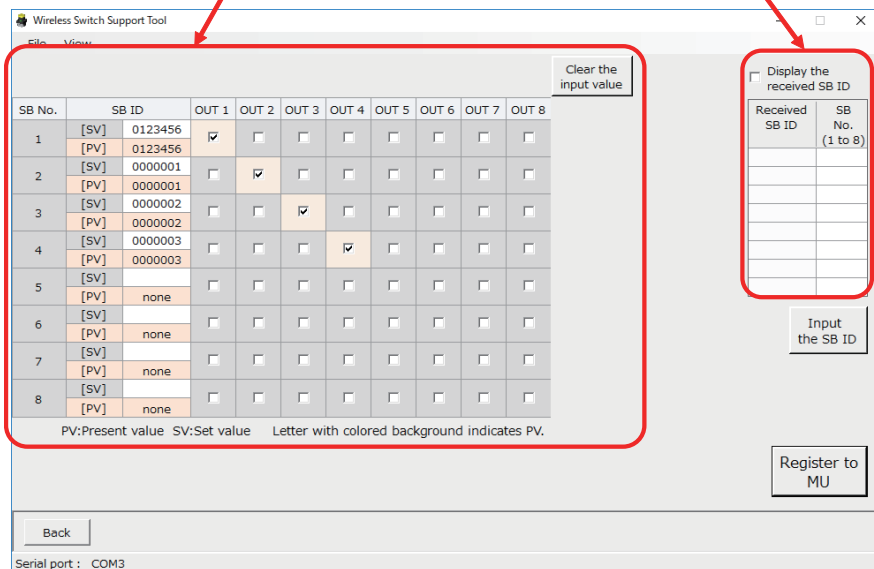 Wireless Switch Support Tool
File View
Clear the
input value
SB No. SB ID OUT 1 OUT 2 OUT 3 OUT 4 OUT 5 OUT 6 OUT 7 OUT 8
1 [SV] 0123456
[PV] 0123456
2 [SV] 0000001
[PV] 0000001
3 [SV] 0000002
[PV] 0000002
4 [SV] 0000003
[PV] 0000003
5 [SV]
[PV] none
6 [SV]
[PV] none
7 [SV]
[PV] none
8 [SV]
[PV] none
PV:Present value SV:Set value Letter with colored background indicates PV.
Display the
received SB ID
Received SB
SB ID No.
(1 to 8)
Input
the SB ID
Register to
MU
Back
Serial port : COM3